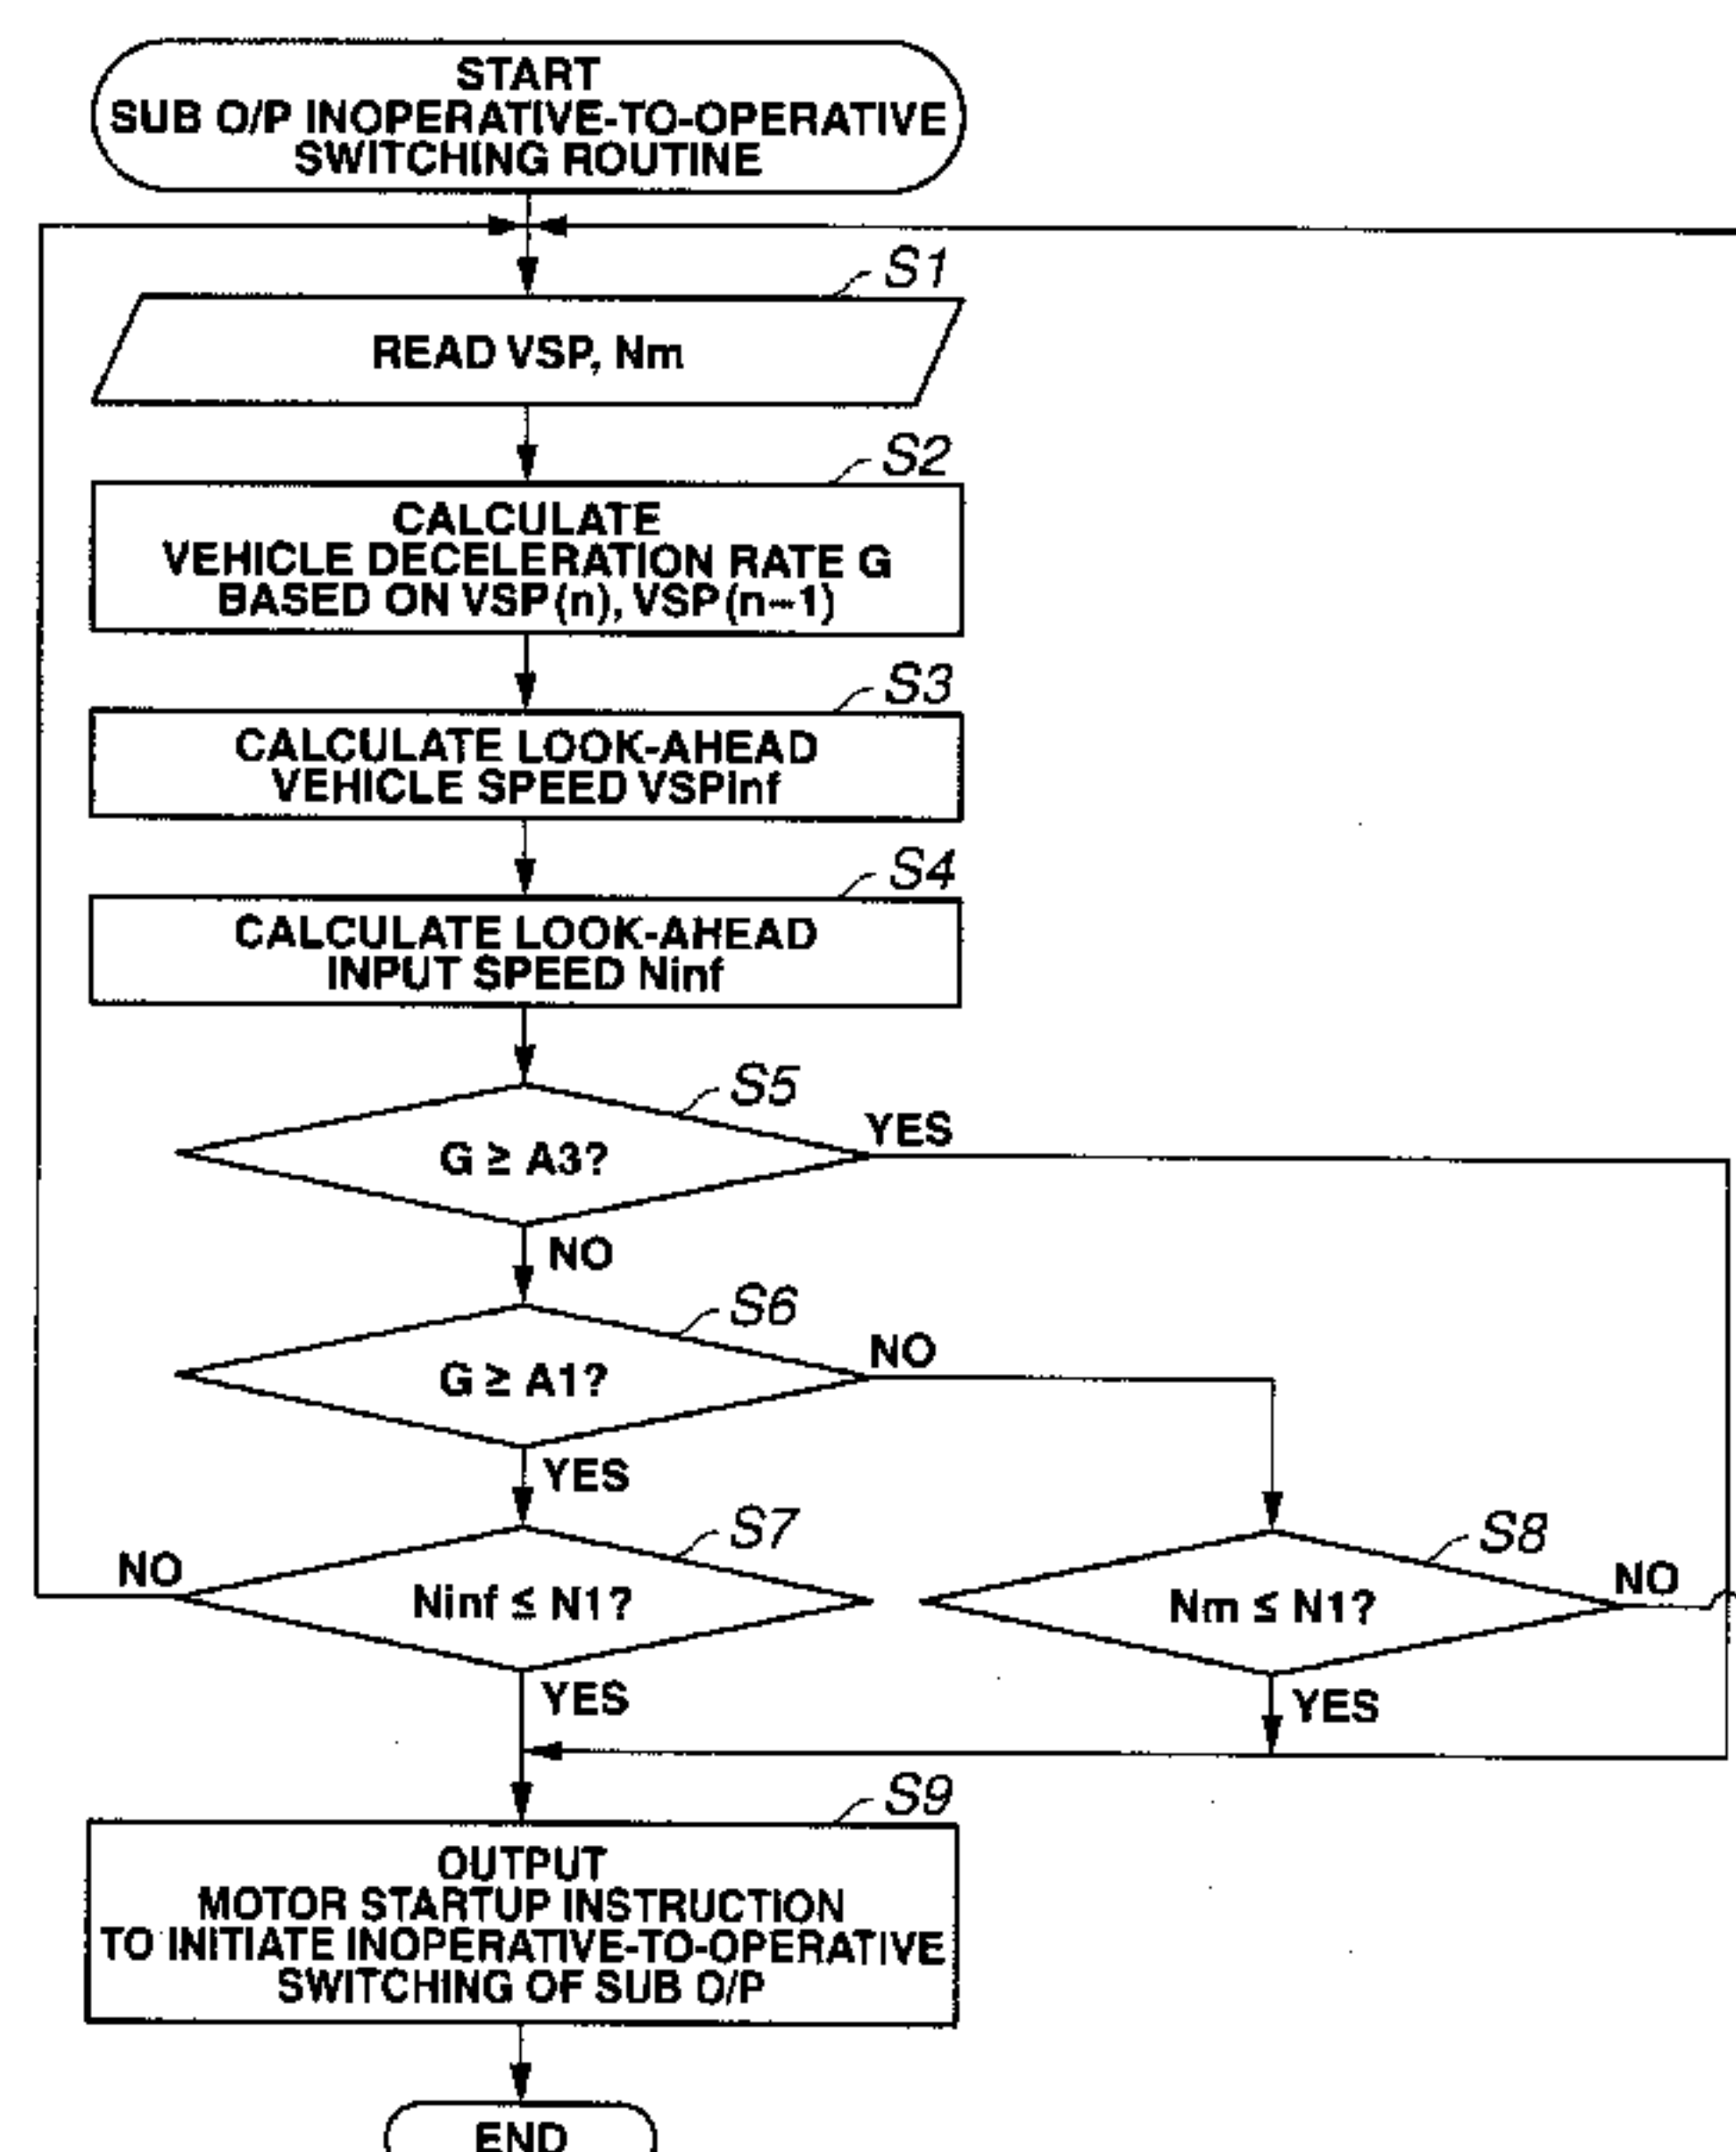 START
SUB O/P INOPERATIVE-TO-OPERATIVE
SWITCHING ROUTINE
S1
READ VSP, Nm
S2
CALCULATE
VEHICLE DECELERATION RATE G
BASED ON VSP(n), VSP(n-1)
S3
CALCULATE LOOK-AHEAD
VEHICLE SPEED VSPinf
S4
CALCULATE LOOK-AHEAD
INPUT SPEED Ninf
S5
G ≥ A3?
YES
NO
S6
G ≥ A1?
NO
YES
S7
NO
Ninf ≤ N1?
YES
S8
Nm ≤ N1?
NO
YES
S9
OUTPUT
MOTOR STARTUP INSTRUCTION
TO INITIATE INOPERATIVE-TO-OPERATIVE
SWITCHING OF SUB O/P
END